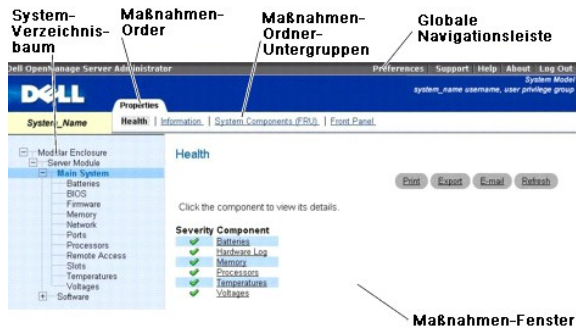 System-
Verzeichnis-
baum
Maßnahmen-
Order
Maßnahmen-
Ordner-
Untergruppen
Globale
Navigationsleiste
Dell OpenManage Server Administrator
Preferences | Support | Help | About | Log Out
DELL
System Model
system_name username, user privilege group
Properties
System_Name
Health | Information | System Components (FRU) | Front Panel
Modular Enclosure
Server Module
Main System
Batteries
BIOS
Firmware
Memory
Network
Ports
Processors
Remote Access
Slots
Temperatures
Voltages
Software
Health
Print Export E-mail Refresh
Click the component to view its details.
Severity Component
Batteries
Hardware Log
Memory
Processors
Temperatures
Voltages
Maßnahmen-Fenster